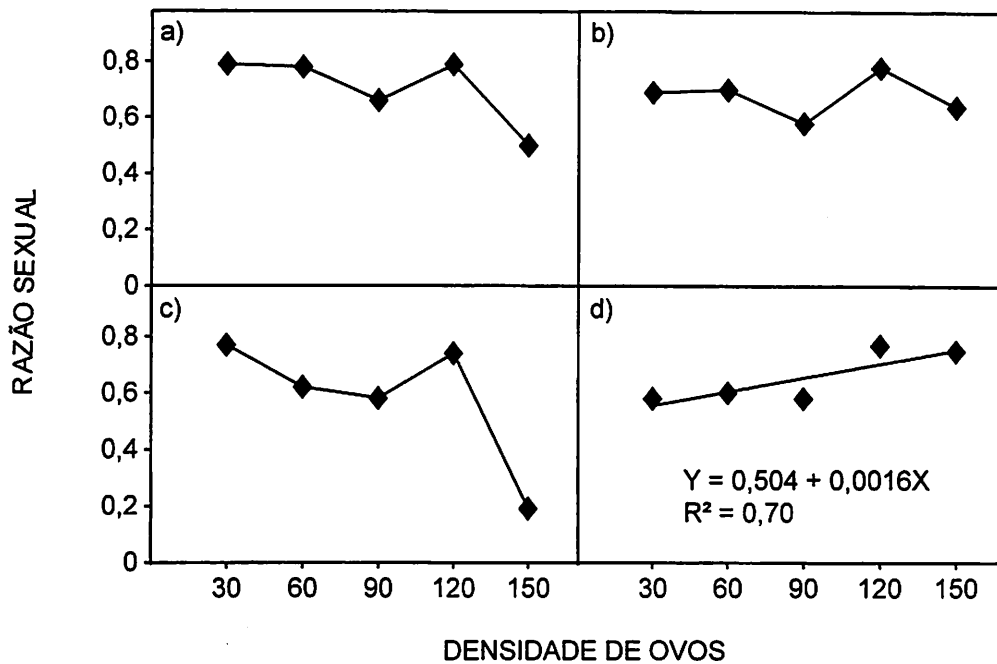 RAZÃO SEXUAL
a)
0,8
0,6
0,4
0,2
0
b)
c)
0,8
0,6
0,4
0,2
0
d)
Y = 0,504 + 0,0016X
R² = 0,70
30 60 90 120 150
30 60 90 120 150
DENSIDADE DE OVOS